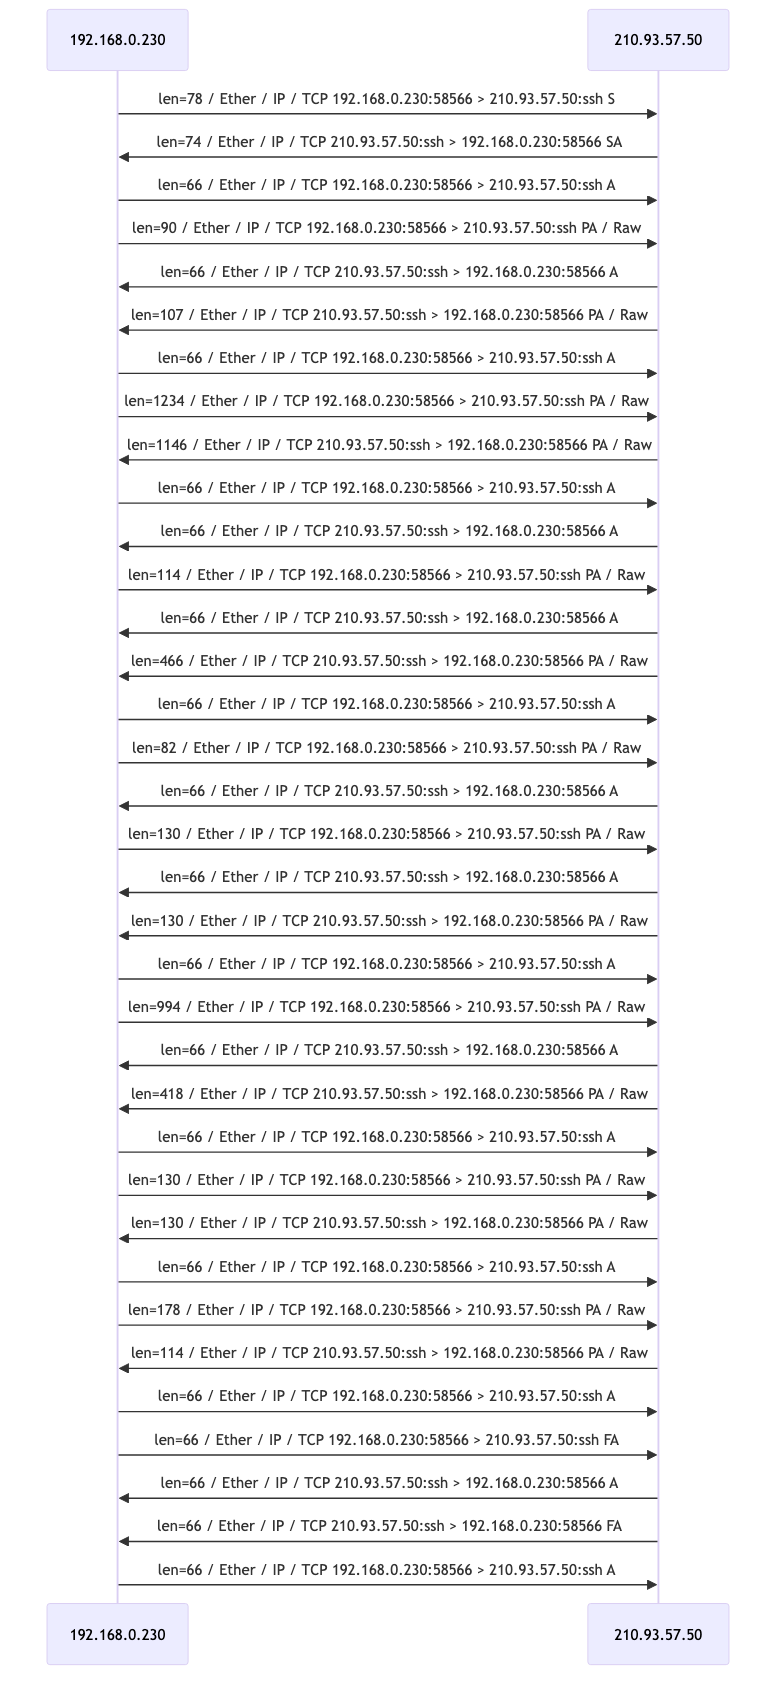 192.168.0.230
210.93.57.50
len=78 / Ether / IP / TCP 192.168.0.230:58566 > 210.93.57.50:ssh S
len=74 / Ether / IP / TCP 210.93.57.50:ssh > 192.168.0.230:58566 SA
len=66 / Ether / IP / TCP 192.168.0.230:58566 > 210.93.57.50:ssh A
len=90 / Ether / IP / TCP 192.168.0.230:58566 > 210.93.57.50:ssh PA / Raw
len=66 / Ether / IP / TCP 210.93.57.50:ssh > 192.168.0.230:58566 A
len=107 / Ether / IP / TCP 210.93.57.50:ssh > 192.168.0.230:58566 PA / Raw
len=66 / Ether / IP / TCP 192.168.0.230:58566 > 210.93.57.50:ssh A
len=1234 / Ether / IP / TCP 192.168.0.230:58566 > 210.93.57.50:ssh PA / Raw
len=1146 / Ether / IP / TCP 210.93.57.50:ssh > 192.168.0.230:58566 PA / Raw
len=66 / Ether / IP / TCP 192.168.0.230:58566 > 210.93.57.50:ssh A
len=66 / Ether / IP / TCP 210.93.57.50:ssh > 192.168.0.230:58566 A
len=114 / Ether / IP / TCP 192.168.0.230:58566 > 210.93.57.50:ssh PA / Raw
len=66 / Ether / IP / TCP 210.93.57.50:ssh > 192.168.0.230:58566 A
len=466 / Ether / IP / TCP 210.93.57.50:ssh > 192.168.0.230:58566 PA / Raw
len=66 / Ether / IP / TCP 192.168.0.230:58566 > 210.93.57.50:ssh A
len=82 / Ether / IP / TCP 192.168.0.230:58566 > 210.93.57.50:ssh PA / Raw
len=66 / Ether / IP / TCP 210.93.57.50:ssh > 192.168.0.230:58566 A
len=130 / Ether / IP / TCP 192.168.0.230:58566 > 210.93.57.50:ssh PA / Raw
len=66 / Ether / IP / TCP 210.93.57.50:ssh > 192.168.0.230:58566 A
len=130 / Ether / IP / TCP 210.93.57.50:ssh > 192.168.0.230:58566 PA / Raw
len=66 / Ether / IP / TCP 192.168.0.230:58566 > 210.93.57.50:ssh A
len=994 / Ether / IP / TCP 192.168.0.230:58566 > 210.93.57.50:ssh PA / Raw
len=66 / Ether / IP / TCP 210.93.57.50:ssh > 192.168.0.230:58566 A
len=418 / Ether / IP / TCP 210.93.57.50:ssh > 192.168.0.230:58566 PA / Raw
len=66 / Ether / IP / TCP 192.168.0.230:58566 > 210.93.57.50:ssh A
len=130 / Ether / IP / TCP 192.168.0.230:58566 > 210.93.57.50:ssh PA / Raw
len=130 / Ether / IP / TCP 210.93.57.50:ssh > 192.168.0.230:58566 PA / Raw
len=66 / Ether / IP / TCP 192.168.0.230:58566 > 210.93.57.50:ssh A
len=178 / Ether / IP / TCP 192.168.0.230:58566 > 210.93.57.50:ssh PA / Raw
len=114 / Ether / IP / TCP 210.93.57.50:ssh > 192.168.0.230:58566 PA / Raw
len=66 / Ether / IP / TCP 192.168.0.230:58566 > 210.93.57.50:ssh A
len=66 / Ether / IP / TCP 192.168.0.230:58566 > 210.93.57.50:ssh FA
len=66 / Ether / IP / TCP 210.93.57.50:ssh > 192.168.0.230:58566 A
len=66 / Ether / IP / TCP 210.93.57.50:ssh > 192.168.0.230:58566 FA
len=66 / Ether / IP / TCP 192.168.0.230:58566 > 210.93.57.50:ssh A
192.168.0.230
210.93.57.50